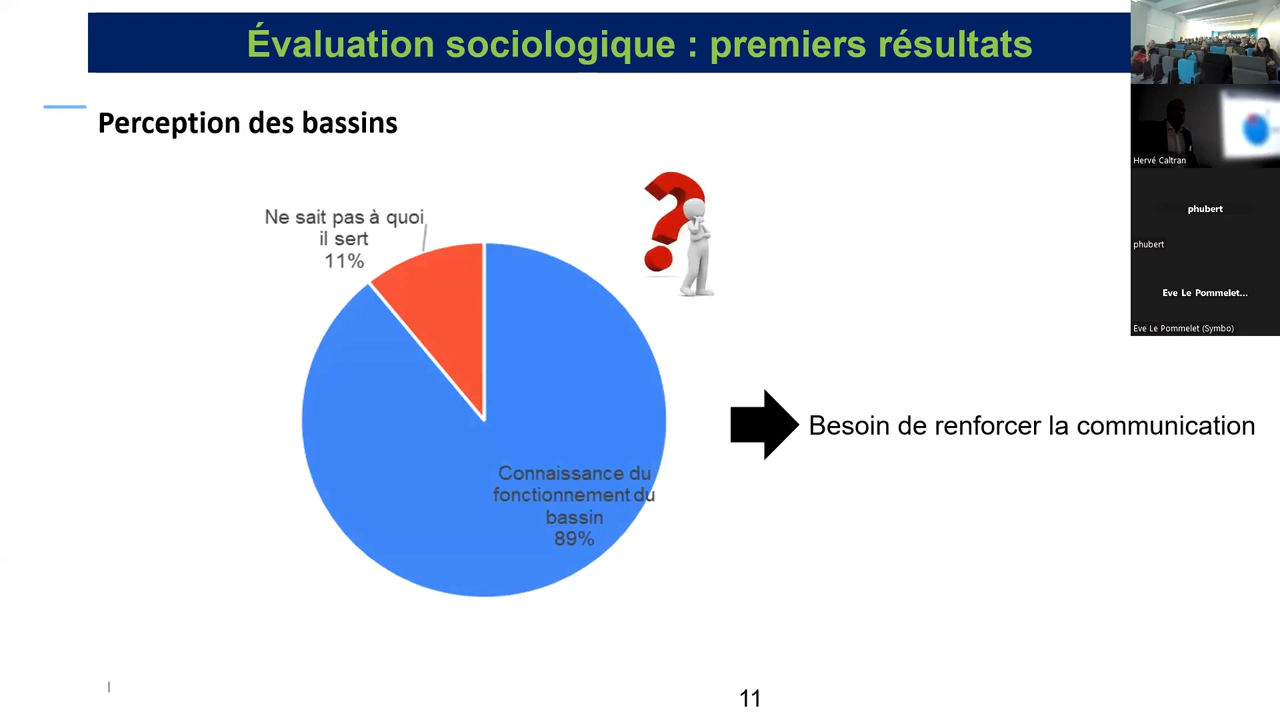 Évaluation sociologique : premiers résultats
Perception des bassins
Ne sait pas à quoi
il sert
11%
Connaissance du
fonctionnement du
bassin
89%
Besoin de renforcer la communication
11
Hervé Caltran
phubert
phubert
Eve Le Pommelet...
Eve Le Pommelet (Symbo)